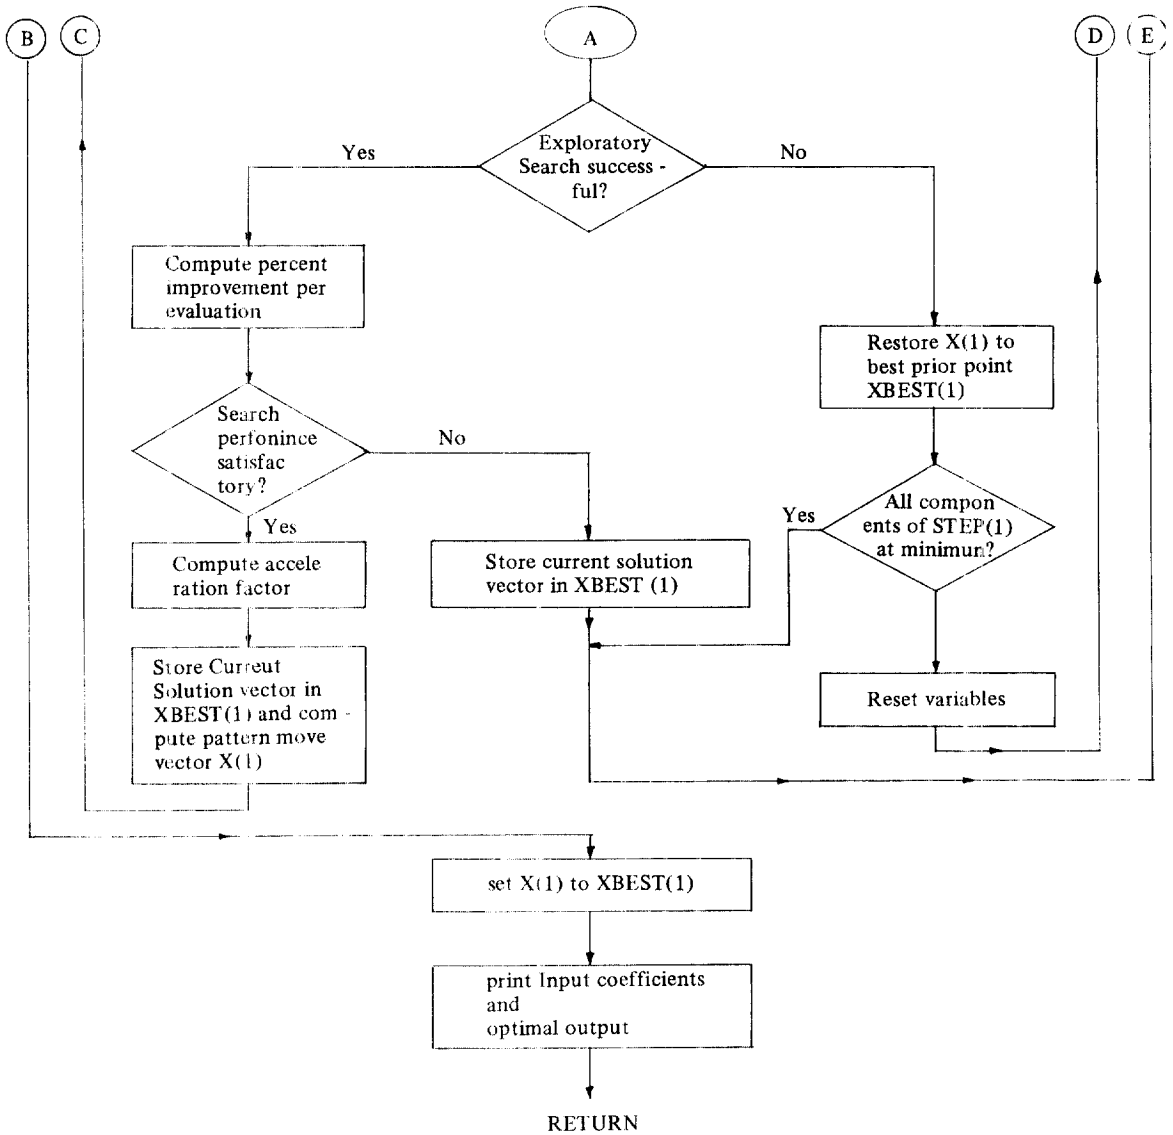 B
C
A
D
E
Exploratory
Search success -
ful?
Yes
No
Compute percent
improvement per
evaluation
Restore X(1) to
best prior point
XBEST(1)
Search
perfonince
satisfac
tory?
No
Yes
All compon
ents of STEP(1)
at minimun?
Yes
Compute accele
ration factor
Store current solution
vector in XBEST (1)
Store Curreut
Solution vector in
XBEST(1) and com -
pute pattern move
vector X(1)
Reset variables
set X(1) to XBEST(1)
print Input coefficients
and
optimal output
RETURN